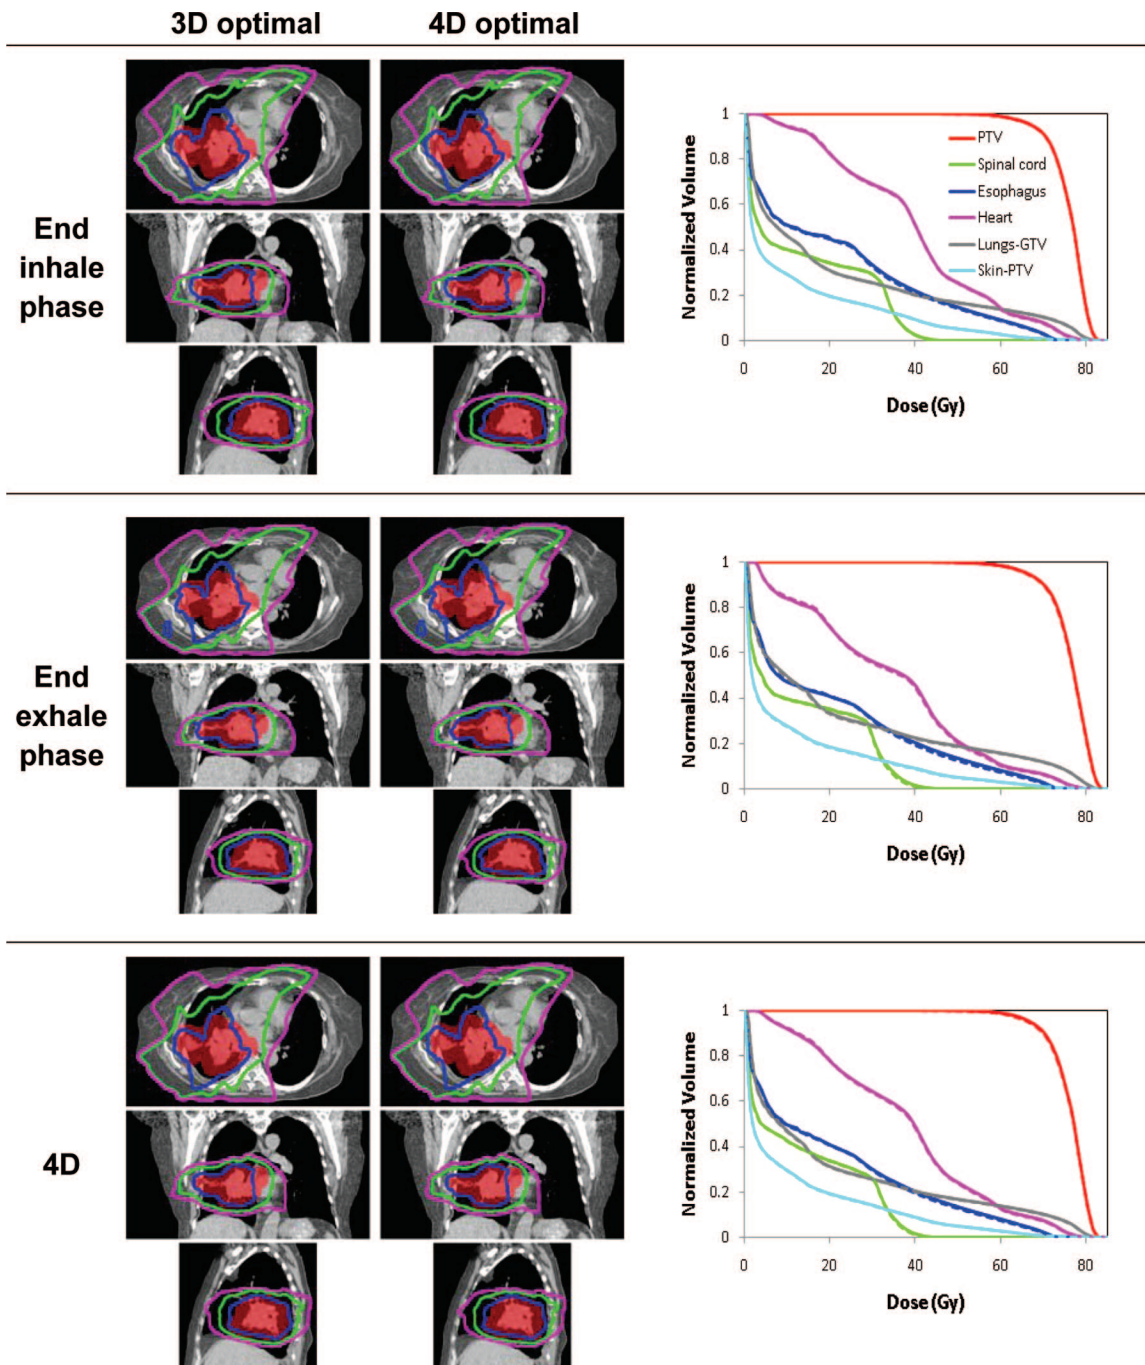 3D optimal
4D optimal
End
inhale
phase
Normalized Volume
1
0.8
0.6
0.4
0.2
0
PTV
Spinal cord
Esophagus
Heart
Lungs-GTV
Skin-PTV
0 20 40 60 80
Dose (Gy)
End
exhale
phase
Normalized Volume
1
0.8
0.6
0.4
0.2
0
0 20 40 60 80
Dose (Gy)
4D
Normalized Volume
1
0.8
0.6
0.4
0.2
0
0 20 40 60 80
Dose (Gy)